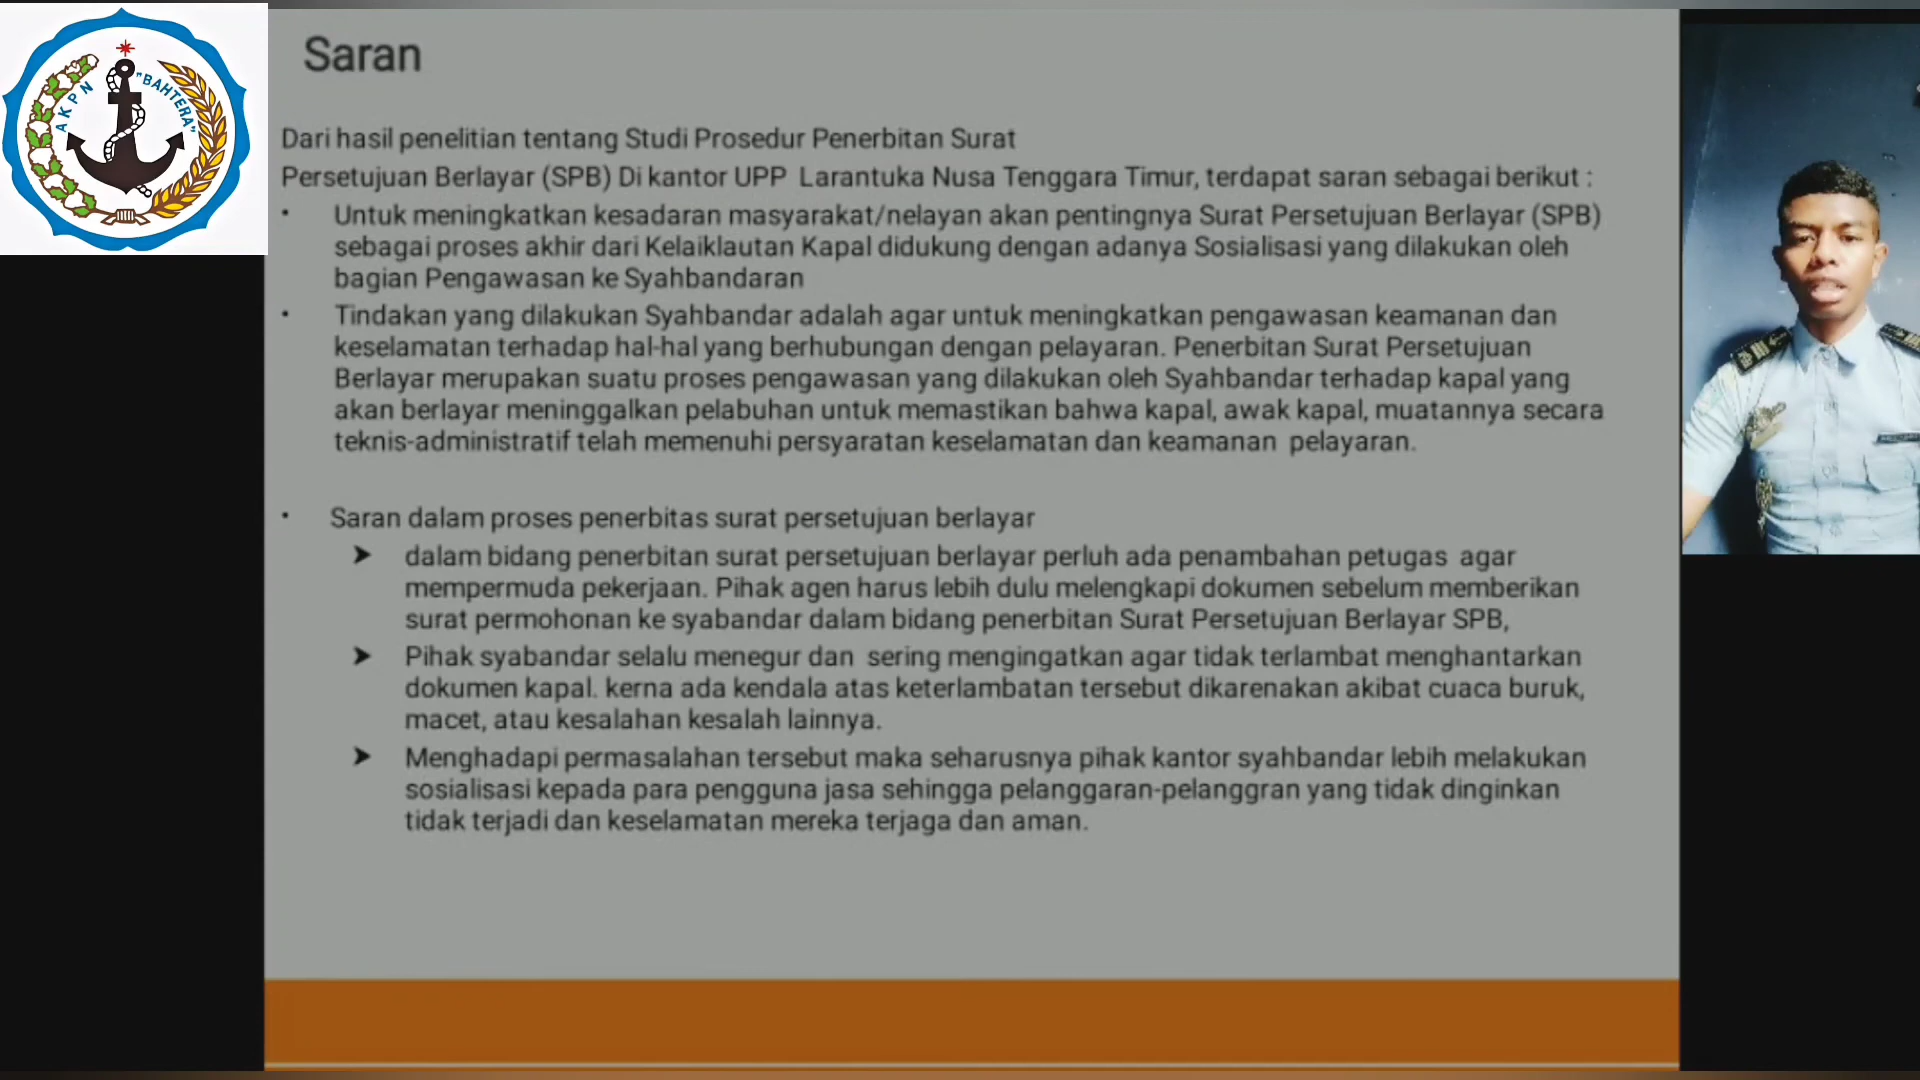 AKPN "BAHTERA"
Saran
Dari hasil penelitian tentang Studi Prosedur Penerbitan Surat
Persetujuan Berlayar (SPB) Di kantor UPP Larantuka Nusa Tenggara Timur, terdapat saran sebagai berikut :
• Untuk meningkatkan kesadaran masyarakat/nelayan akan pentingnya Surat Persetujuan Berlayar (SPB)
sebagai proses akhir dari Kelaiklautan Kapal didukung dengan adanya Sosialisasi yang dilakukan oleh
bagian Pengawasan ke Syahbandaran
• Tindakan yang dilakukan Syahbandar adalah agar untuk meningkatkan pengawasan keamanan dan
keselamatan terhadap hal-hal yang berhubungan dengan pelayaran. Penerbitan Surat Persetujuan
Berlayar merupakan suatu proses pengawasan yang dilakukan oleh Syahbandar terhadap kapal yang
akan berlayar meninggalkan pelabuhan untuk memastikan bahwa kapal, awak kapal, muatannya secara
teknis-administratif telah memenuhi persyaratan keselamatan dan keamanan pelayaran.
• Saran dalam proses penerbitas surat persetujuan berlayar
➤ dalam bidang penerbitan surat persetujuan berlayar perluh ada penambahan petugas agar
mempermuda pekerjaan. Pihak agen harus lebih dulu melengkapi dokumen sebelum memberikan
surat permohonan ke syabandar dalam bidang penerbitan Surat Persetujuan Berlayar SPB,
➤ Pihak syabandar selalu menegur dan sering mengingatkan agar tidak terlambat menghantarkan
dokumen kapal. kerna ada kendala atas keterlambatan tersebut dikarenakan akibat cuaca buruk,
macet, atau kesalahan kesalah lainnya.
➤ Menghadapi permasalahan tersebut maka seharusnya pihak kantor syahbandar lebih melakukan
sosialisasi kepada para pengguna jasa sehingga pelanggaran-pelanggran yang tidak dinginkan
tidak terjadi dan keselamatan mereka terjaga dan aman.